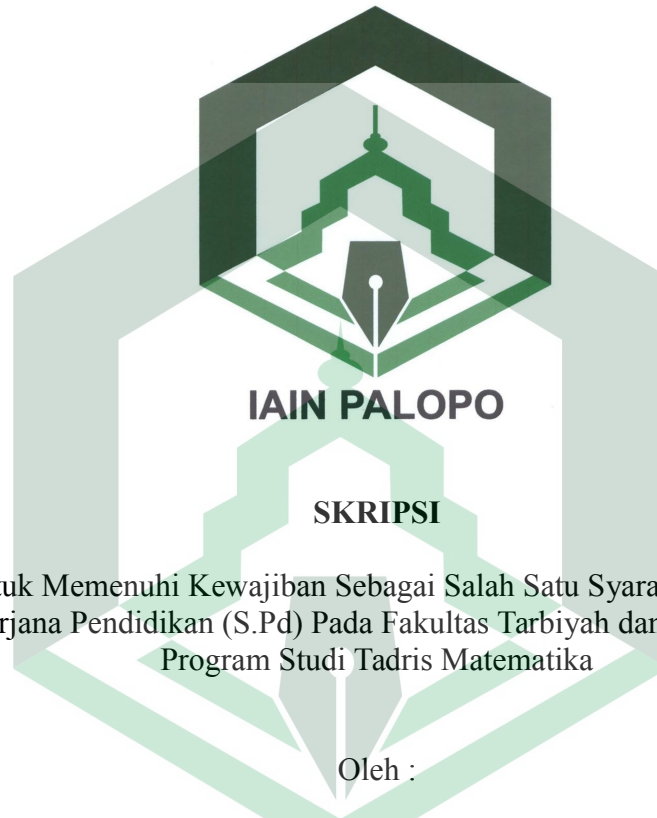 IAIN PALOPO
SKRIPSI
tuk Memenuhi Kewajiban Sebagai Salah Satu Syara
rjana Pendidikan (S.Pd) Pada Fakultas Tarbiyah dan
Program Studi Tadris Matematika
Oleh :